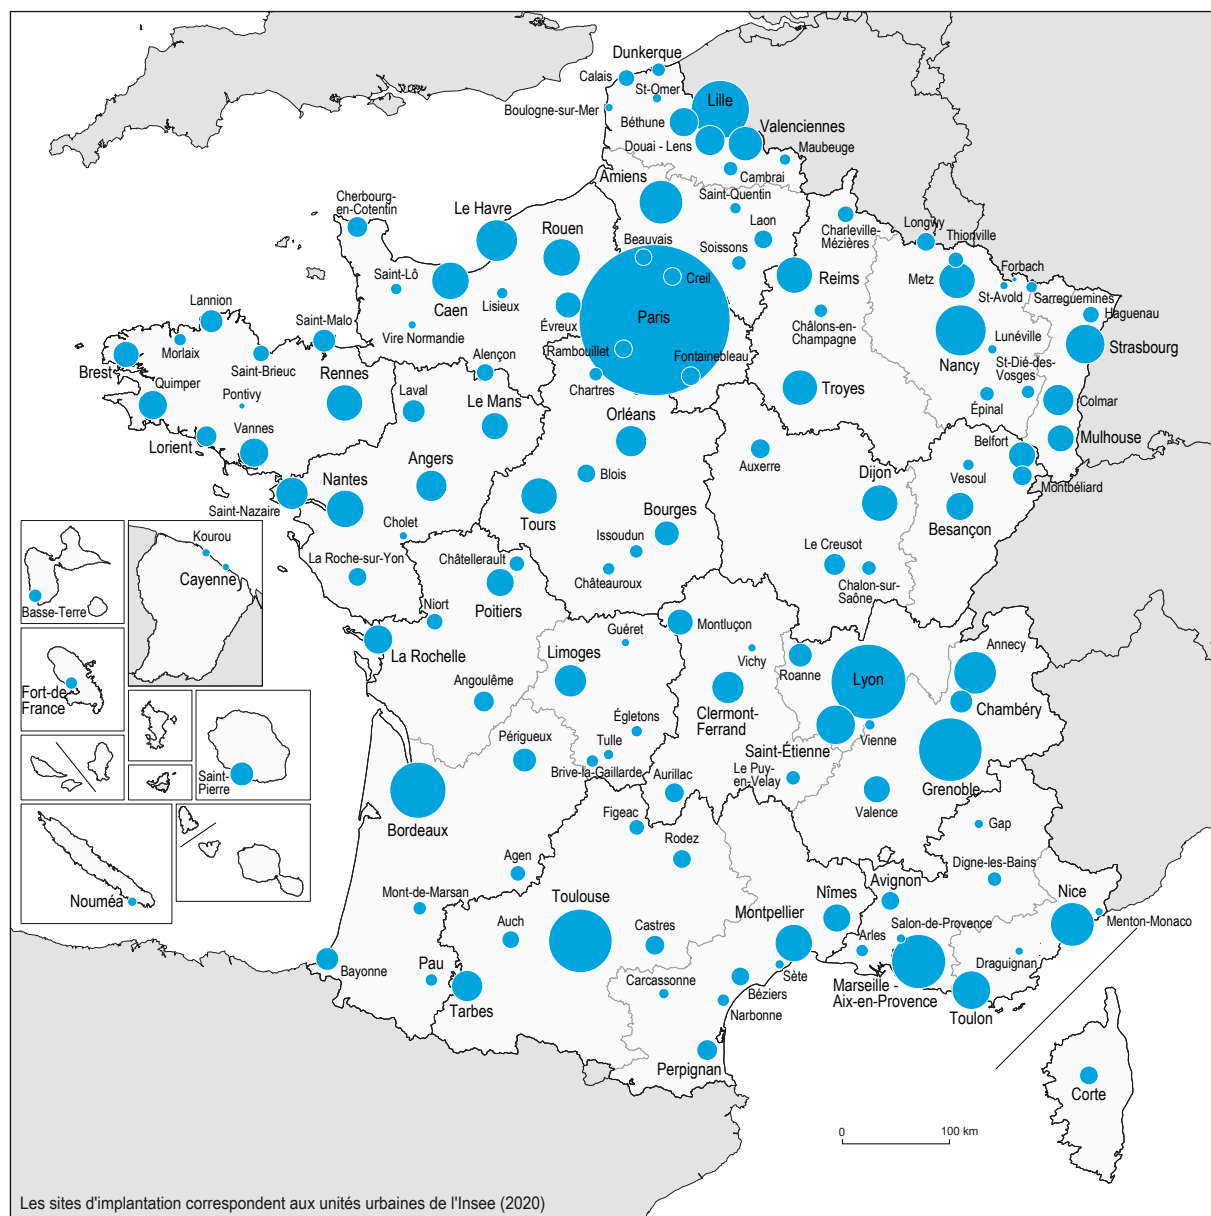 Dunkerque
Calais
St-Omer
Boulogne-sur-Mer
Lille
Béthune
Valenciennes
Douai - Lens
Maubeuge
Cambrai
Amiens
Saint-Quentin
Cherbourg-
en-Cotentin
Le Havre
Rouen
Laon
Charleville-
Mézières
Longwy
Thionville
Beauvais
Soissons
Creil
Reims
Metz
Forbach
Saint-Lô
Caen
Lisieux
St-Avold
Sarreguemines
Haguenau
Lannion
Saint-Malo
Vire Normandie
Évreux
Paris
Châlons-en-
Champagne
Nancy
Lunéville
Strasbourg
Morlaix
Brest
Saint-Brieuc
Alençon
Rambouillet
Fontainebleau
St-Dié-des-
Vosges
Quimper
Pontivy
Rennes
Laval
Le Mans
Chartres
Troyes
Épinal
Colmar
Lorient
Vannes
Orléans
Auxerre
Belfort
Mulhouse
Angers
Blois
Vesoul
Montbéliard
Saint-Nazaire
Nantes
Tours
Bourges
Dijon
Besançon
Cholet
Issoudun
La Roche-sur-Yon
Châtellerault
Châteauroux
Le Creusot
Chalon-sur-
Saône
Kourou
Cayenne
Basse-Terre
Niort
Poitiers
Montluçon
Guéret
La Rochelle
Limoges
Vichy
Roanne
Lyon
Annecy
Fort-de
France
Angoulême
Clermont-
Ferrand
Chambéry
Égletons
Vienne
Périgueux
Tulle
Saint-Étienne
Brive-la-Gaillarde
Aurillac
Le Puy-
en-Velay
Saint-
Pierre
Grenoble
Valence
Bordeaux
Figeac
Gap
Rodez
Agen
Digne-les-Bains
Nouméa
Mont-de-Marsan
Toulouse
Nîmes
Avignon
Nice
Auch
Castres
Montpellier
Salon-de-Provence
Menton-Monaco
Arles
Bayonne
Pau
Tarbes
Carcassonne
Béziers
Sète
Draguignan
Marseille -
Aix-en-Provence
Narbonne
Toulon
Perpignan
Corte
0
100 km
Les sites d'implantation correspondent aux unités urbaines de l'Insee (2020)